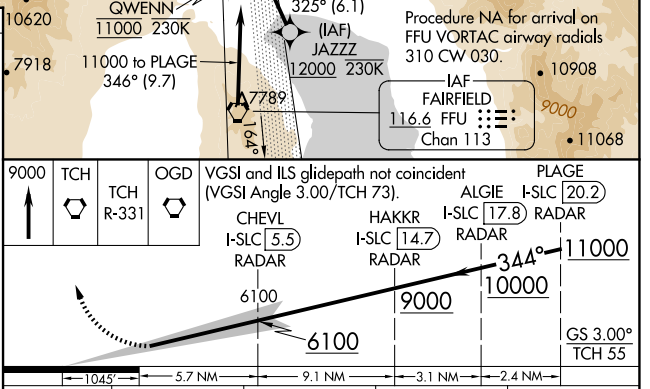 10620
QWENN
11000 230K
7918
11000 to PLAGE
346° (9.7)
325° (6.1)
(IAF)
JAZZZ
12000 230K
7789
164°
Procedure NA for arrival on
FFU VORTAC airway radials
310 CW 030.
10908
IAF
FAIRFIELD
116.6 FFU
Chan 113
9000
11068
9000
TCH
TCH
R-331
OGD
VGSI and ILS glidepath not coincident
(VGSI Angle 3.00/TCH 73).
CHEVL
I-SLC 5.5
RADAR
HAKKR
I-SLC 14.7
RADAR
ALGIE
I-SLC 17.8
RADAR
PLAGE
I-SLC 20.2
RADAR
344°
11000
10000
9000
6100
6100
GS 3.00°
TCH 55
1045'
5.7 NM
9.1 NM
3.1 NM
2.4 NM